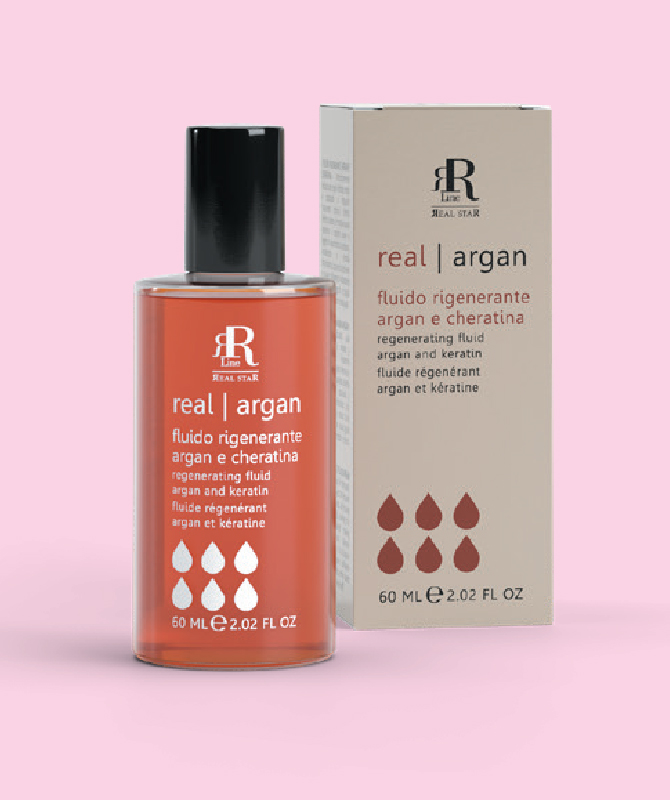 RR
Line
REAL STAR
real | argan
fluido rigenerante
argan e cheratina
regenerating fluid
argan and keratin
fluide régénérant
argan et kératine
60 ML ℮ 2.02 FL OZ
RR
Line
REAL STAR
real | argan
fluido rigenerante
argan e cheratina
regenerating fluid
argan and keratin
fluide régénérant
argan et kératine
60 ML ℮ 2.02 FL OZ